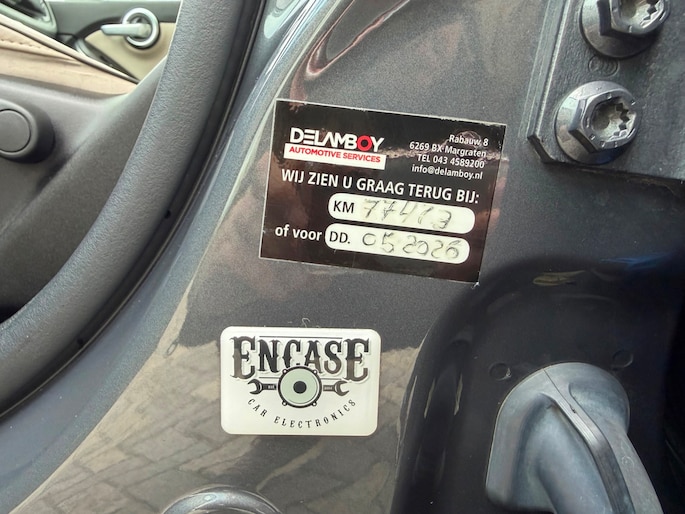 DELAMBOY
AUTOMOTIVE SERVICES
Rabauw 8
6269 BX Margraten
TEL 043 4589200
info@delamboy.nl
WIJ ZIEN U GRAAG TERUG BIJ:
KM 77413
of voor DD. 05 2026
ENCASE
CAR ELECTRONICS